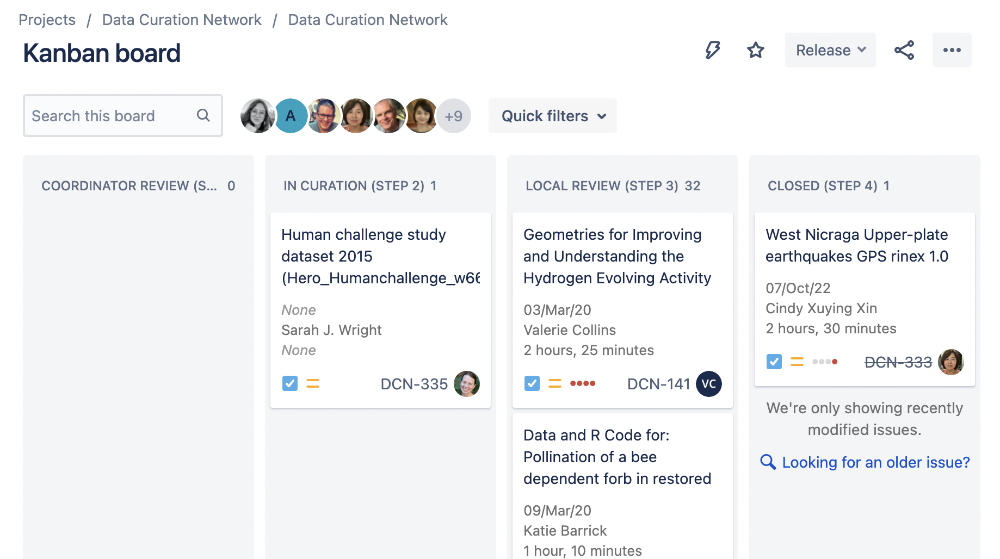 Projects / Data Curation Network / Data Curation Network
Kanban board
Release
Search this board
A
+9
Quick filters
COORDINATOR REVIEW (S... 0
IN CURATION (STEP 2) 1
LOCAL REVIEW (STEP 3) 32
CLOSED (STEP 4) 1
Human challenge study
dataset 2015
(Hero_Humanchallenge_w66
None
Sarah J. Wright
None
DCN-335
Geometries for Improving
and Understanding the
Hydrogen Evolving Activity
03/Mar/20
Valerie Collins
2 hours, 25 minutes
DCN-141
VC
Data and R Code for:
Pollination of a bee
dependent forb in restored
09/Mar/20
Katie Barrick
1 hour, 10 minutes
West Nicraga Upper-plate
earthquakes GPS rinex 1.0
07/Oct/22
Cindy Xuying Xin
2 hours, 30 minutes
DCN-333
We're only showing recently
modified issues.
Looking for an older issue?